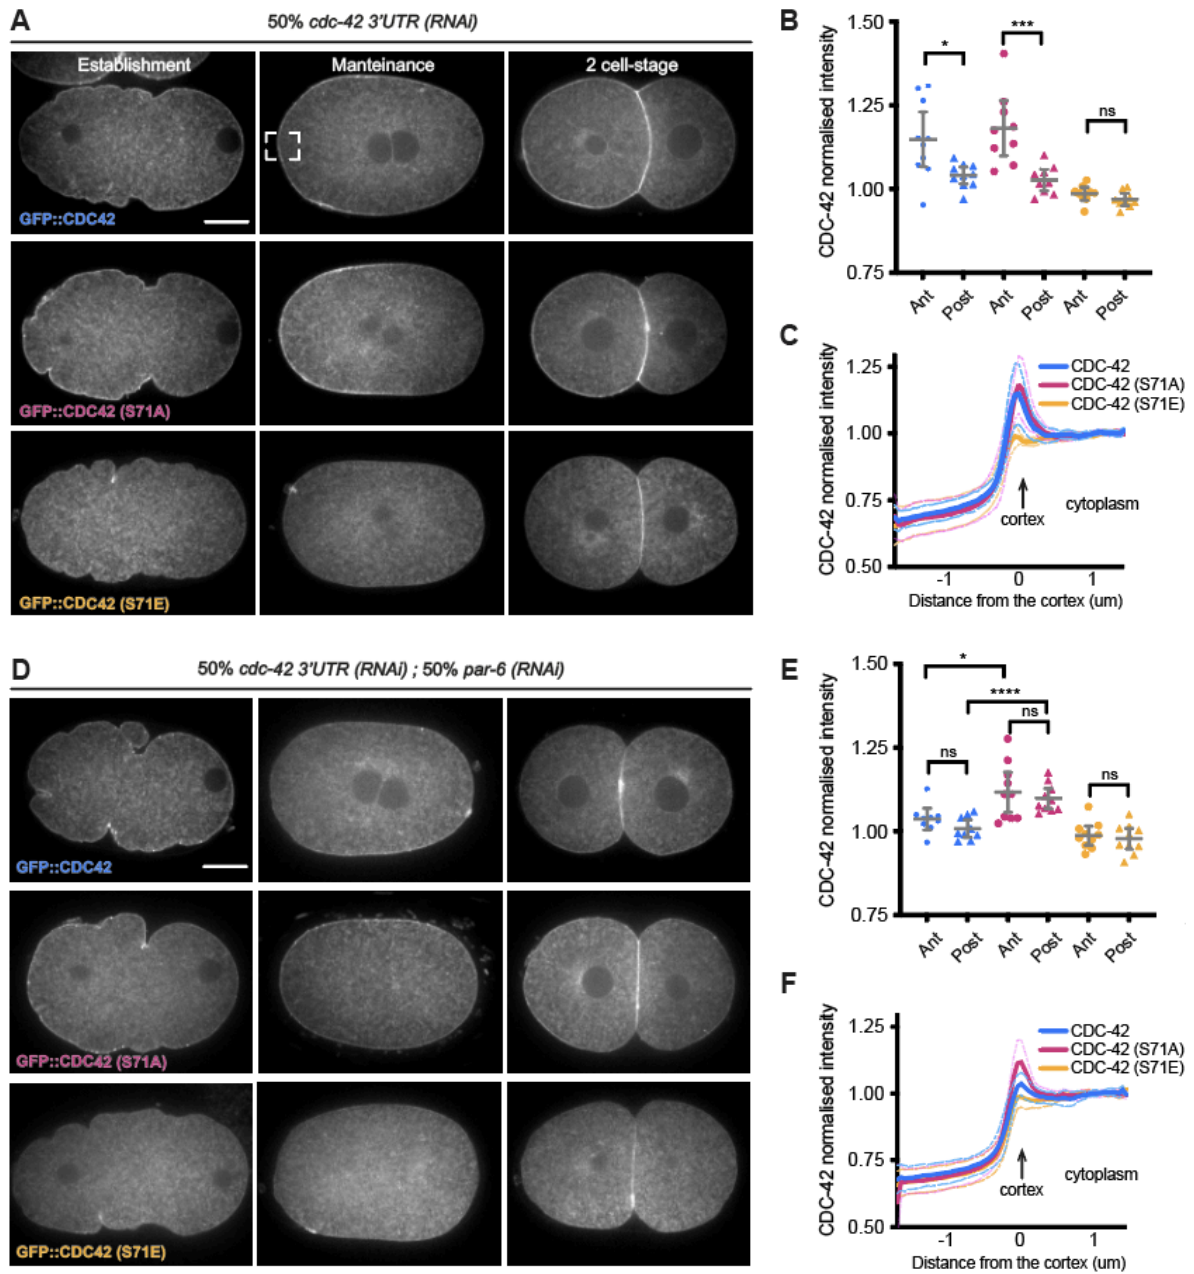 A
50% cdc-42 3'UTR (RNAi)
Establishment
Manteinance
2 cell-stage
GFP::CDC42
GFP::CDC42 (S71A)
GFP::CDC42 (S71E)
B
CDC-42 normalised intensity
1.50
1.25
1.00
0.75
*
***
ns
Ant
Post
Ant
Post
Ant
Post
C
CDC-42 normalised intensity
1.25
1.00
0.75
0.50
CDC-42
CDC-42 (S71A)
CDC-42 (S71E)
cortex
cytoplasm
-1
0
1
Distance from the cortex (um)
D
50% cdc-42 3'UTR (RNAi) ; 50% par-6 (RNAi)
GFP::CDC42
GFP::CDC42 (S71A)
GFP::CDC42 (S71E)
E
CDC-42 normalised intensity
1.50
1.25
1.00
0.75
*
****
ns
ns
ns
Ant
Post
Ant
Post
Ant
Post
F
CDC-42 normalised intensity
1.25
1.00
0.75
0.50
CDC-42
CDC-42 (S71A)
CDC-42 (S71E)
cortex
cytoplasm
-1
0
1
Distance from the cortex (um)